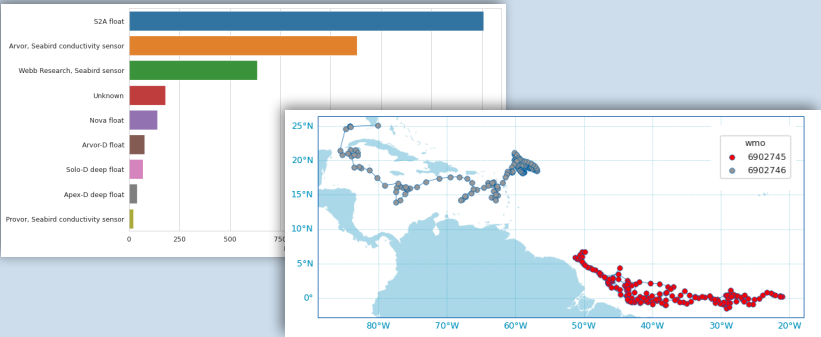 S2A float
Arvor, Seabird conductivity sensor
Webb Research, Seabird sensor
Unknown
Nova float
Arvor-D float
Solo-D deep float
Apex-D deep float
Provor, Seabird conductivity sensor
0 250 500
25°N
20°N
15°N
10°N
5°N
0°
80°W 70°W 60°W 50°W 40°W 30°W 20°W
wmo
6902745
6902746